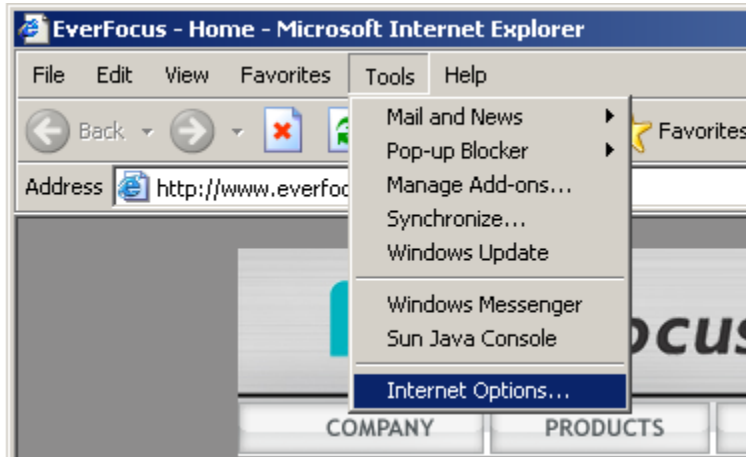 EverFocus - Home - Microsoft Internet Explorer
File Edit View Favorites Tools Help
Back Favorites
Address http://www.everfoc
Mail and News
Pop-up Blocker
Manage Add-ons...
Synchronize...
Windows Update
Windows Messenger
Sun Java Console
Internet Options...
ocus
COMPANY PRODUCTS